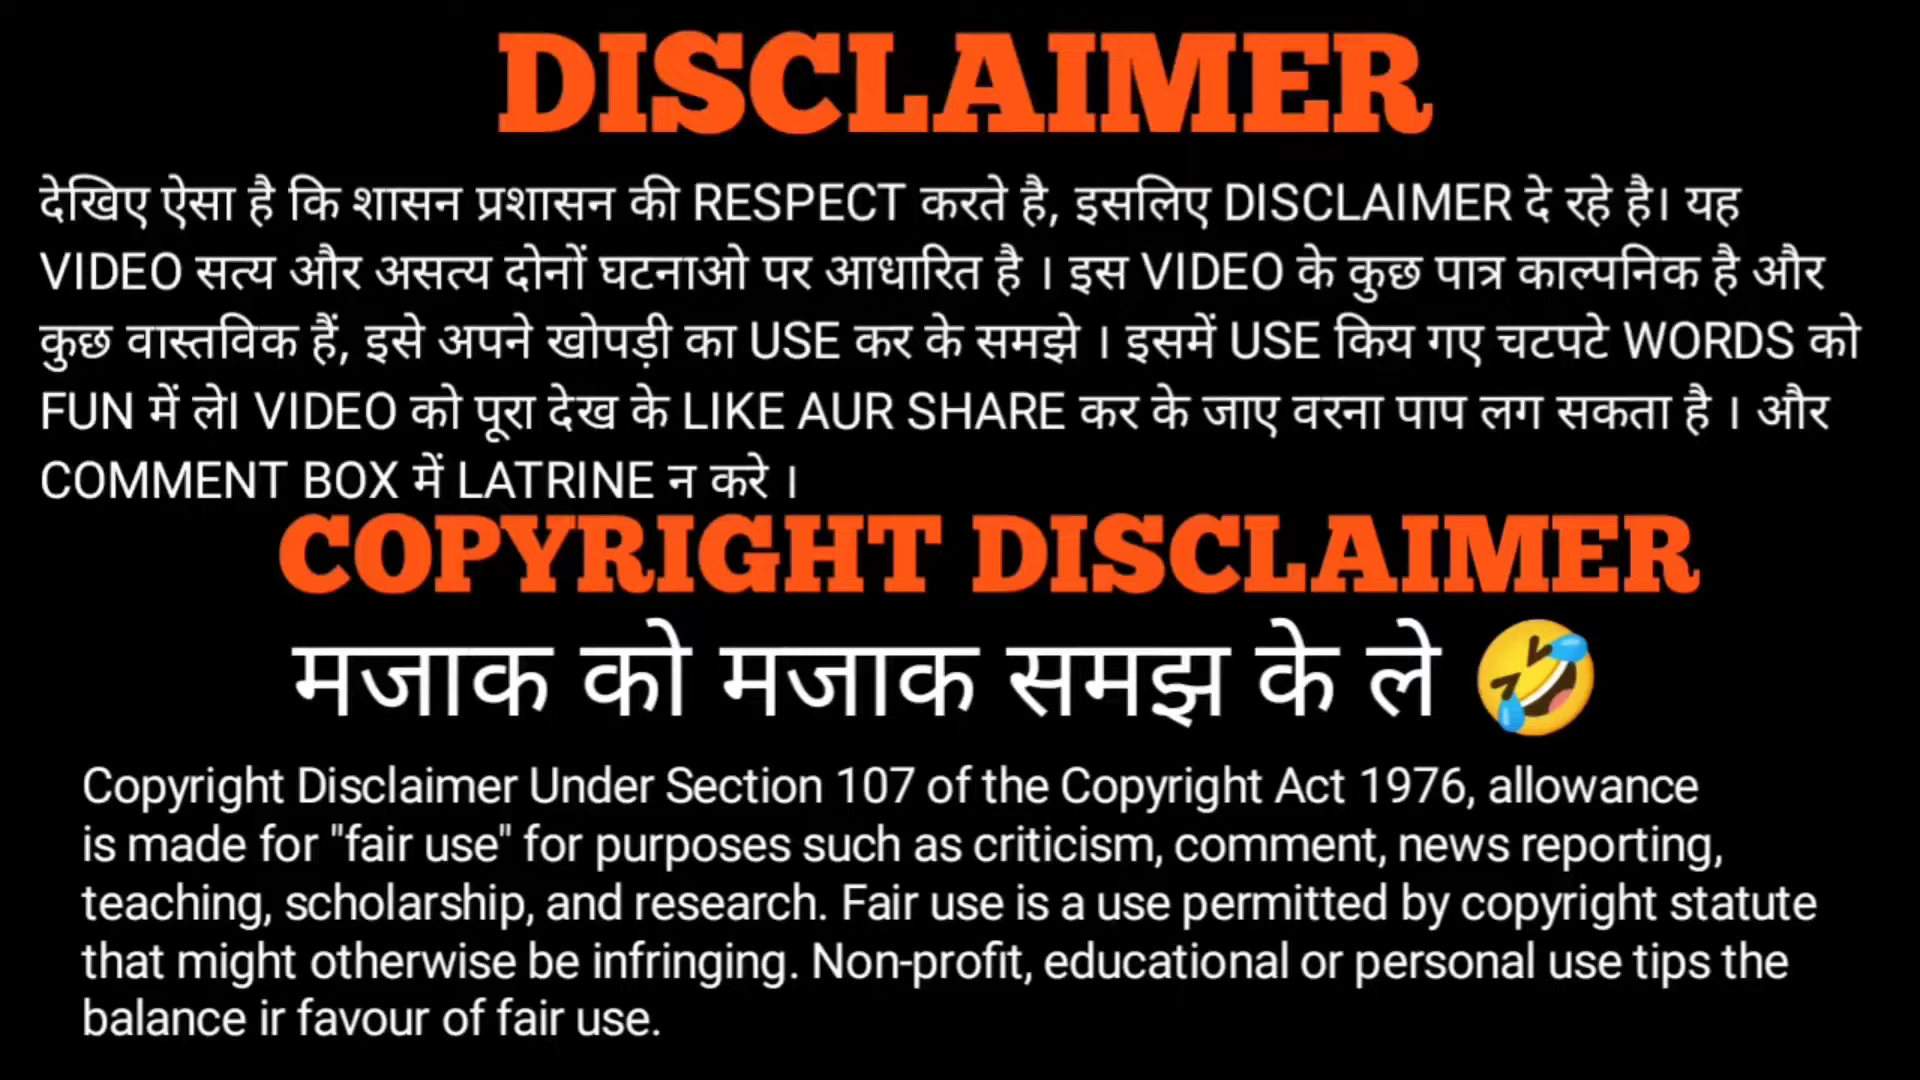 DISCLAIMER
देखिए ऐसा है कि शासन प्रशासन की RESPECT करते है, इसलिए DISCLAIMER दे रहे है। यह
VIDEO सत्य और असत्य दोनों घटनाओ पर आधारित है । इस VIDEO के कुछ पात्र काल्पनिक है और
कुछ वास्तविक हैं, इसे अपने खोपड़ी का USE कर के समझे । इसमें USE किय गए चटपटे WORDS को
FUN में ले। VIDEO को पूरा देख के LIKE AUR SHARE कर के जाए वरना पाप लग सकता है । और
COMMENT BOX में LATRINE न करे ।
COPYRIGHT DISCLAIMER
मजाक को मजाक समझ के ले 🤣
Copyright Disclaimer Under Section 107 of the Copyright Act 1976, allowance
is made for "fair use" for purposes such as criticism, comment, news reporting,
teaching, scholarship, and research. Fair use is a use permitted by copyright statute
that might otherwise be infringing. Non-profit, educational or personal use tips the
balance ir favour of fair use.